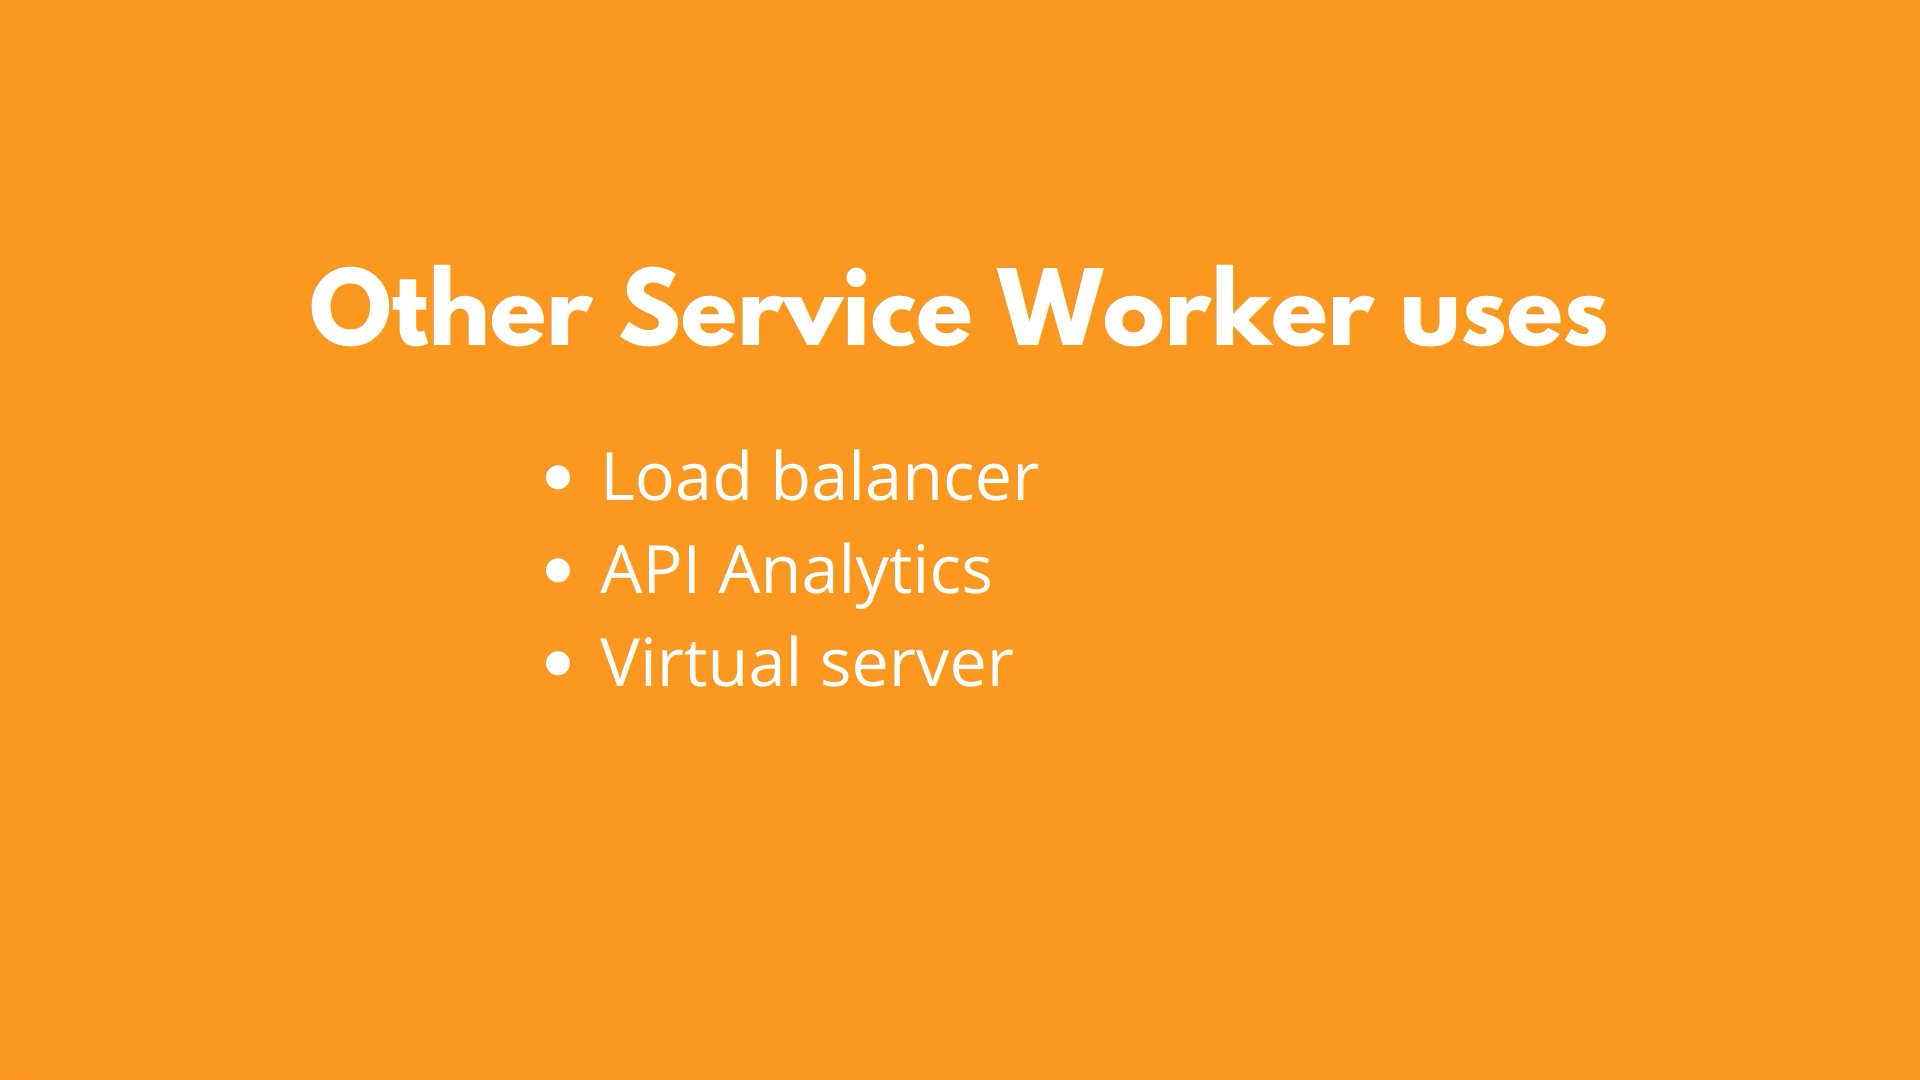 Other Service Worker uses
• Load balancer
• API Analytics
• Virtual server